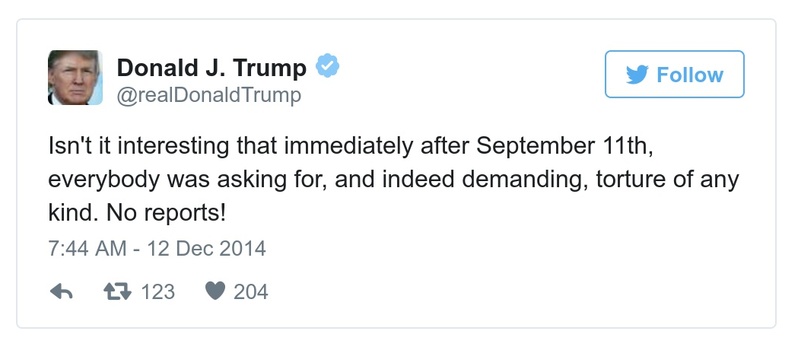 Donald J. Trump
@realDonaldTrump
Follow
Isn't it interesting that immediately after September 11th,
everybody was asking for, and indeed demanding, torture of any
kind. No reports!
7:44 AM - 12 Dec 2014
123 204